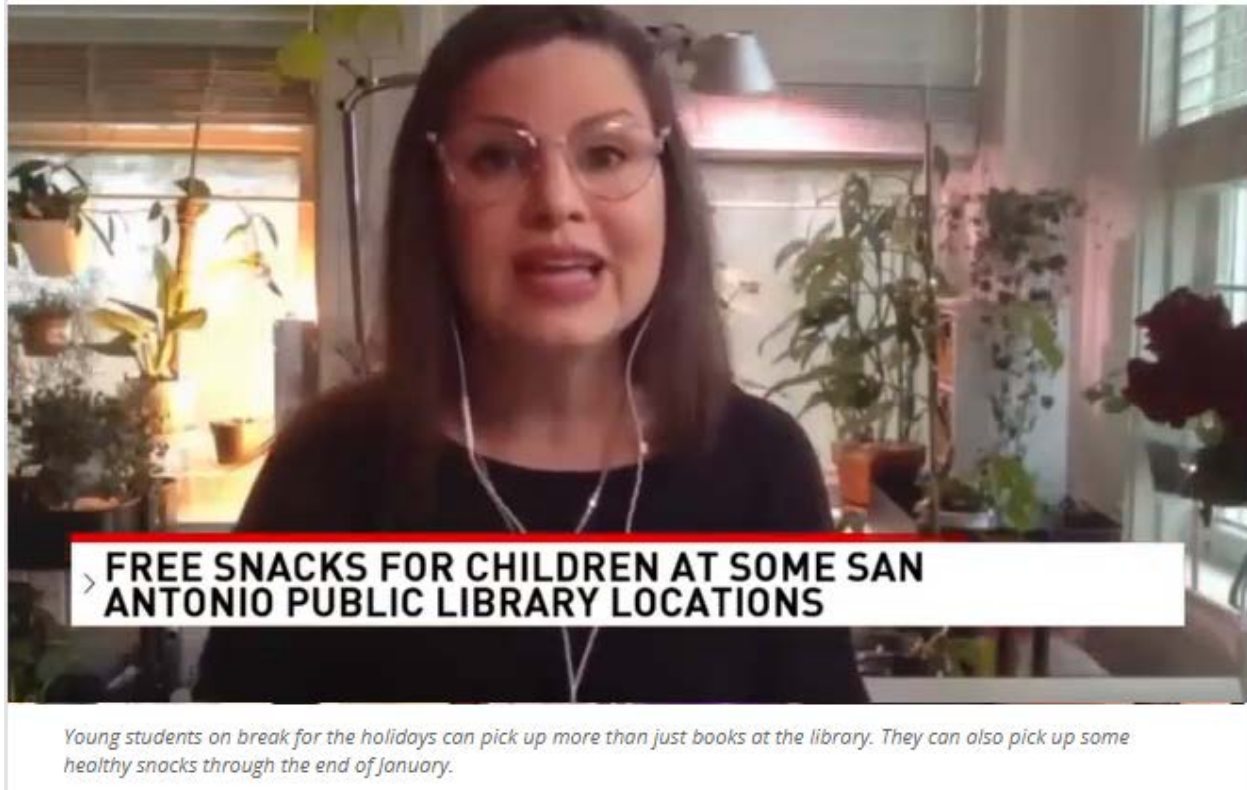 FREE SNACKS FOR CHILDREN AT SOME SAN
ANTONIO PUBLIC LIBRARY LOCATIONS
Young students on break for the holidays can pick up more than just books at the library. They can also pick up some
healthy snacks through the end of January.